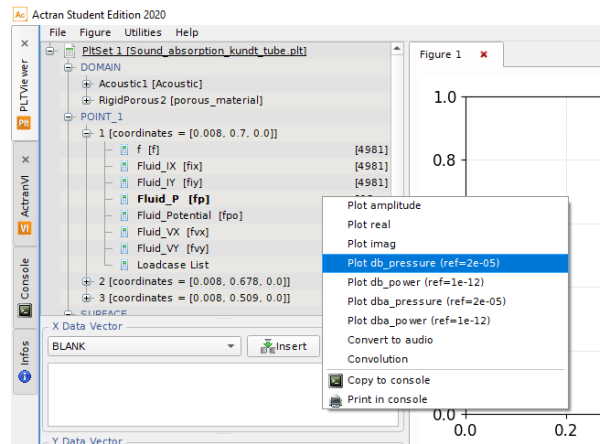 Ac Actran Student Edition 2020
File Figure Utilities Help
PLTViewer
Plt
ActranVI
VI
Console
Infos
PltSet 1 [Sound_absorption_kundt_tube.plt]
DOMAIN
Acoustic1 [Acoustic]
RigidPorous2 [porous_material]
POINT_1
1 [coordinates = [0.008, 0.7, 0.0]]
f [f] [4981]
Fluid_IX [fix] [4981]
Fluid_IY [fiy] [4981]
Fluid_P [fp]
Fluid_Potential [fpo]
Fluid_VX [fvx]
Fluid_VY [fvy]
Loadcase List
2 [coordinates = [0.008, 0.678, 0.0]]
3 [coordinates = [0.008, 0.509, 0.0]]
SURFACE
X Data Vector
BLANK
Insert
Y Data Vector
Figure 1
1.0
0.8
0.0
0.0 0.2
Plot amplitude
Plot real
Plot imag
Plot db_pressure (ref=2e-05)
Plot db_power (ref=1e-12)
Plot dba_pressure (ref=2e-05)
Plot dba_power (ref=1e-12)
Convert to audio
Convolution
Copy to console
Print in console